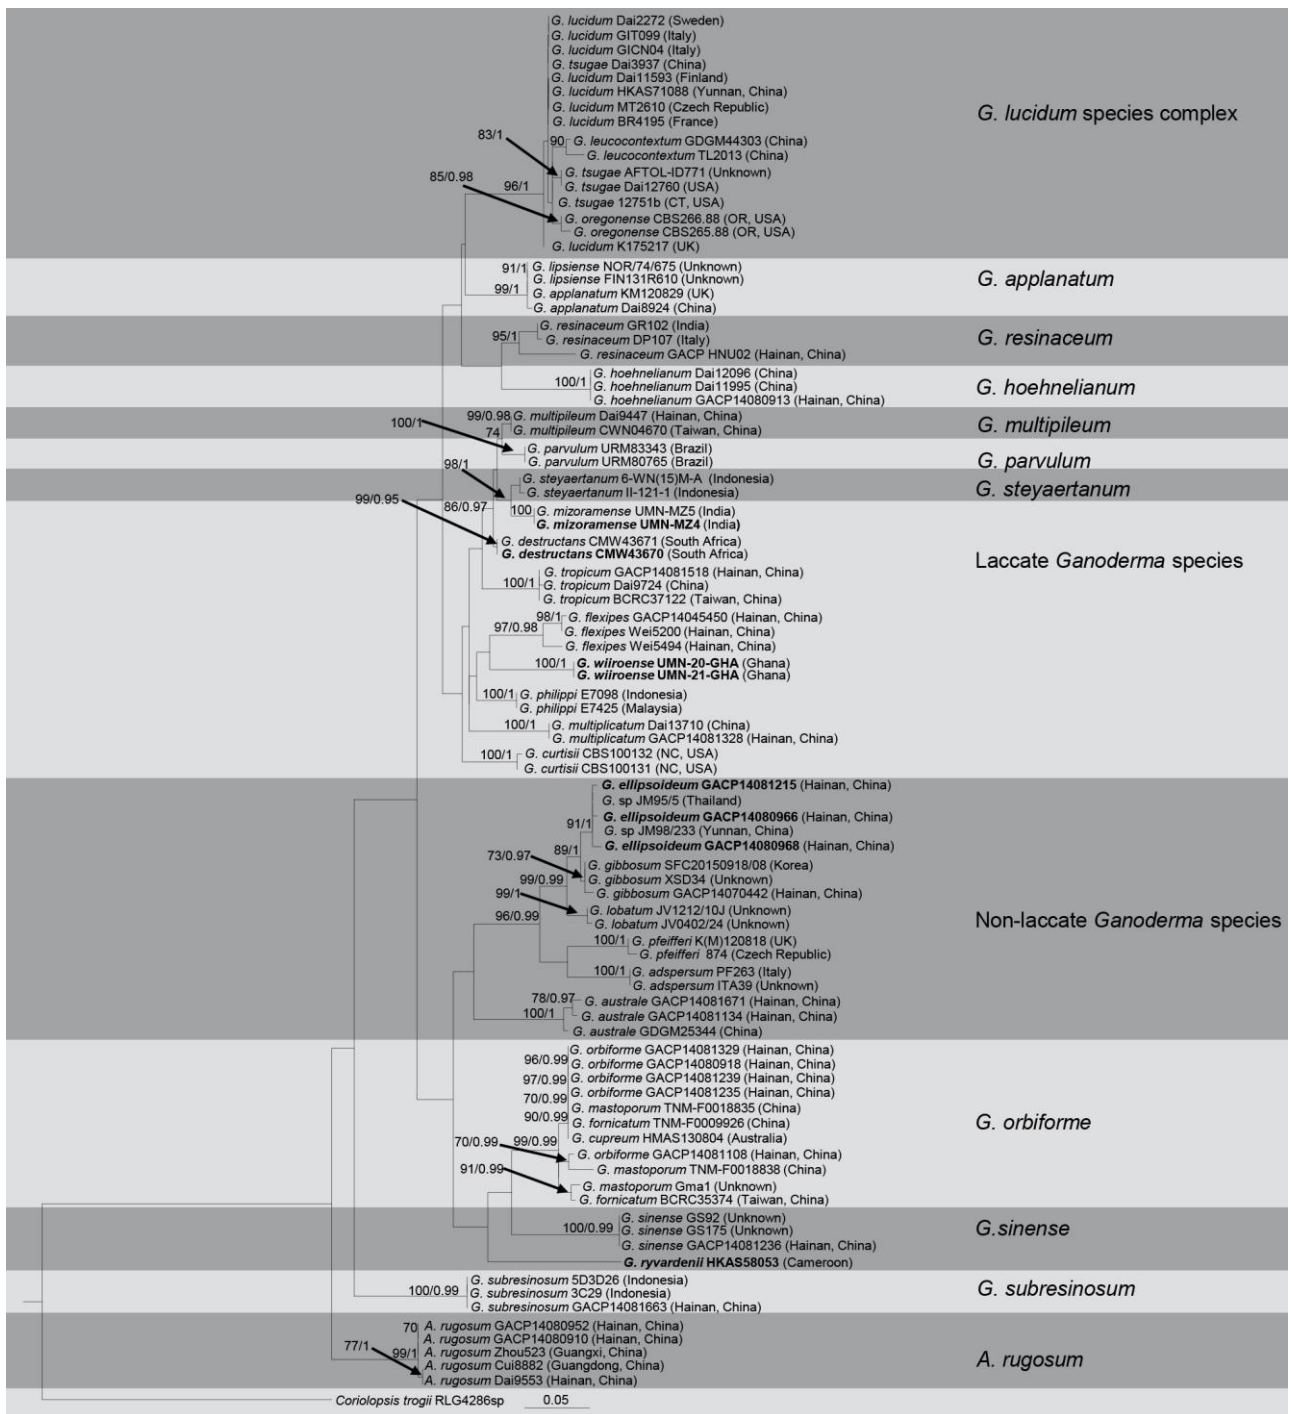 G. lucidum Dai2272 (Sweden)
G. lucidum GIT099 (Italy)
G. lucidum GICN04 (Italy)
G. tsugae Dai3937 (China)
G. lucidum Dai11593 (Finland)
G. lucidum HKAS71088 (Yunnan, China)
G. lucidum MT2610 (Czech Republic)
G. lucidum BR4195 (France)
G. lucidum species complex
83/1
90
G. leucocontextum GDGM44303 (China)
G. leucocontextum TL2013 (China)
85/0.98
96/1
G. tsugae AFTOL-ID771 (Unknown)
G. tsugae Dai12760 (USA)
G. tsugae 12751b (CT, USA)
G. oregonense CBS266.88 (OR, USA)
G. oregonense CBS265.88 (OR, USA)
G. lucidum K175217 (UK)
91/1
G. lipsiense NOR/74/675 (Unknown)
G. lipsiense FIN131R610 (Unknown)
99/1
G. applanatum KM120829 (UK)
G. applanatum Dai8924 (China)
G. applanatum
95/1
G. resinaceum GR102 (India)
G. resinaceum DP107 (Italy)
G. resinaceum GACP HNU02 (Hainan, China)
G. resinaceum
100/1
G. hoehnelianum Dai12096 (China)
G. hoehnelianum Dai11995 (China)
G. hoehnelianum GACP14080913 (Hainan, China)
G. hoehnelianum
99/0.98
G. multipileum Dai9447 (Hainan, China)
G. multipileum CWN04670 (Taiwan, China)
G. multipileum
100/1
74
G. parvulum URM83343 (Brazil)
G. parvulum URM80765 (Brazil)
G. parvulum
98/1
G. steyaertanum 6-WN(15)M-A (Indonesia)
G. steyaertanum II-121-1 (Indonesia)
G. steyaertanum
99/0.95
86/0.97
100
G. mizoramense UMN-MZ5 (India)
G. mizoramense UMN-MZ4 (India)
G. destructans CMW43671 (South Africa)
G. destructans CMW43670 (South Africa)
Laccate Ganoderma species
100/1
G. tropicum GACP14081518 (Hainan, China)
G. tropicum Dai9724 (China)
G. tropicum BCRC37122 (Taiwan, China)
97/0.98
98/1
G. flexipes GACP14045450 (Hainan, China)
G. flexipes Wei5200 (Hainan, China)
G. flexipes Wei5494 (Hainan, China)
100/1
G. wiiroense UMN-20-GHA (Ghana)
G. wiiroense UMN-21-GHA (Ghana)
100/1
G. philippi E7098 (Indonesia)
G. philippi E7425 (Malaysia)
100/1
G. multiplicatum Dai13710 (China)
G. multiplicatum GACP14081328 (Hainan, China)
100/1
G. curtisii CBS100132 (NC, USA)
G. curtisii CBS100131 (NC, USA)
G. ellipsoideum GACP14081215 (Hainan, China)
G. sp JM95/5 (Thailand)
G. ellipsoideum GACP14080966 (Hainan, China)
91/1
G. sp JM98/233 (Yunnan, China)
G. ellipsoideum GACP14080968 (Hainan, China)
89/1
73/0.97
G. gibbosum SFC20150918/08 (Korea)
G. gibbosum XSD34 (Unknown)
G. gibbosum GACP14070442 (Hainan, China)
99/0.99
99/1
G. lobatum JV1212/10J (Unknown)
G. lobatum JV0402/24 (Unknown)
96/0.99
Non-laccate Ganoderma species
100/1
G. pfeifferi K(M)120818 (UK)
G. pfeifferi 874 (Czech Republic)
100/1
G. adspersum PF263 (Italy)
G. adspersum ITA39 (Unknown)
78/0.97
G. australe GACP14081671 (Hainan, China)
100/1
G. australe GACP14081134 (Hainan, China)
G. australe GDGM25344 (China)
G. orbiforme GACP14081329 (Hainan, China)
96/0.99
G. orbiforme GACP14080918 (Hainan, China)
97/0.99
G. orbiforme GACP14081239 (Hainan, China)
G. orbiforme GACP14081235 (Hainan, China)
70/0.99
G. mastoporum TNM-F0018835 (China)
90/0.99
G. fornicatum TNM-F0009926 (China)
G. orbiforme
70/0.99
99/0.99
G. cupreum HMAS130804 (Australia)
G. orbiforme GACP14081108 (Hainan, China)
G. mastoporum TNM-F0018838 (China)
91/0.99
G. mastoporum Gma1 (Unknown)
G. fornicatum BCRC35374 (Taiwan, China)
100/0.99
G. sinense GS92 (Unknown)
G. sinense GS175 (Unknown)
G. sinense GACP14081236 (Hainan, China)
G.sinense
G. ryvardenii HKAS58053 (Cameroon)
100/0.99
G. subresinosum 5D3D26 (Indonesia)
G. subresinosum 3C29 (Indonesia)
G. subresinosum GACP14081663 (Hainan, China)
G. subresinosum
70
A. rugosum GACP14080952 (Hainan, China)
A. rugosum GACP14080910 (Hainan, China)
77/1
99/1
A. rugosum Zhou523 (Guangxi, China)
A. rugosum Cui8882 (Guangdong, China)
A. rugosum Dai9553 (Hainan, China)
A. rugosum
Coriolopsis trogii RLG4286sp
0.05